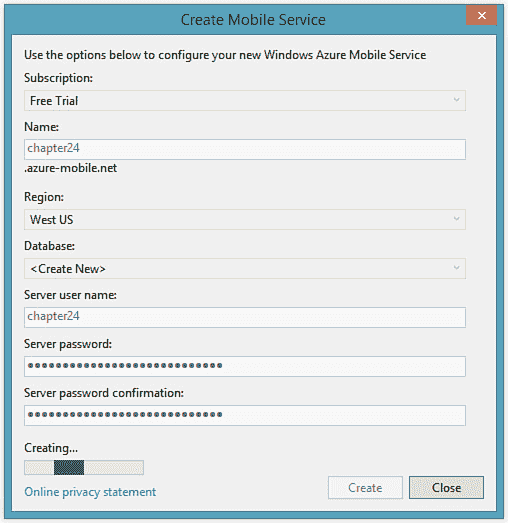 Create Mobile Service
Use the options below to configure your new Windows Azure Mobile Service
Subscription:
Free Trial
Name:
chapter24
.azure-mobile.net
Region:
West US
Database:
<Create New>
Server user name:
chapter24
Server password:
Server password confirmation:
Creating...
Online privacy statement
Create
Close